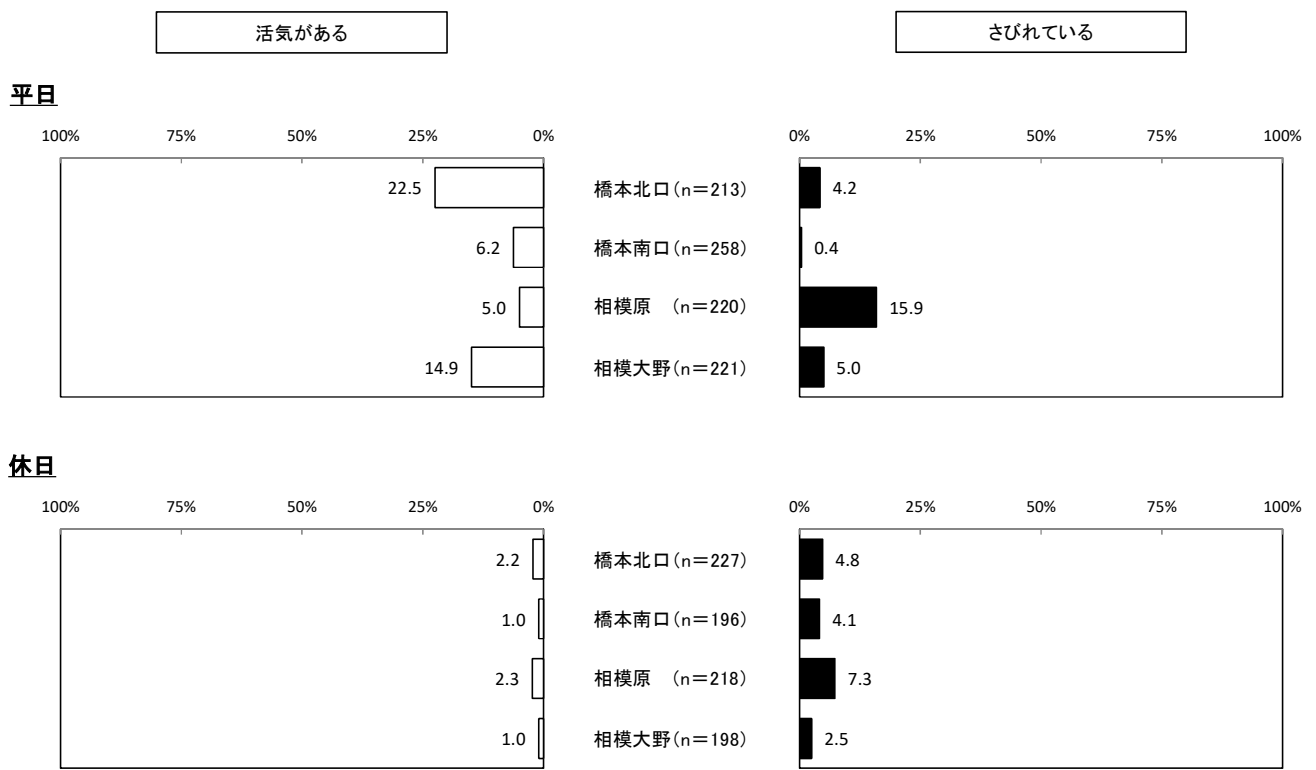 活気がある さびれている
平日
100% 75% 50% 25% 0% 0% 25% 50% 75% 100%
22.5 橋本北口(n=213) 4.2
6.2 橋本南口(n=258) 0.4
5.0 相模原 (n=220) 15.9
14.9 相模大野(n=221) 5.0
休日
100% 75% 50% 25% 0% 0% 25% 50% 75% 100%
2.2 橋本北口(n=227) 4.8
1.0 橋本南口(n=196) 4.1
2.3 相模原 (n=218) 7.3
1.0 相模大野(n=198) 2.5